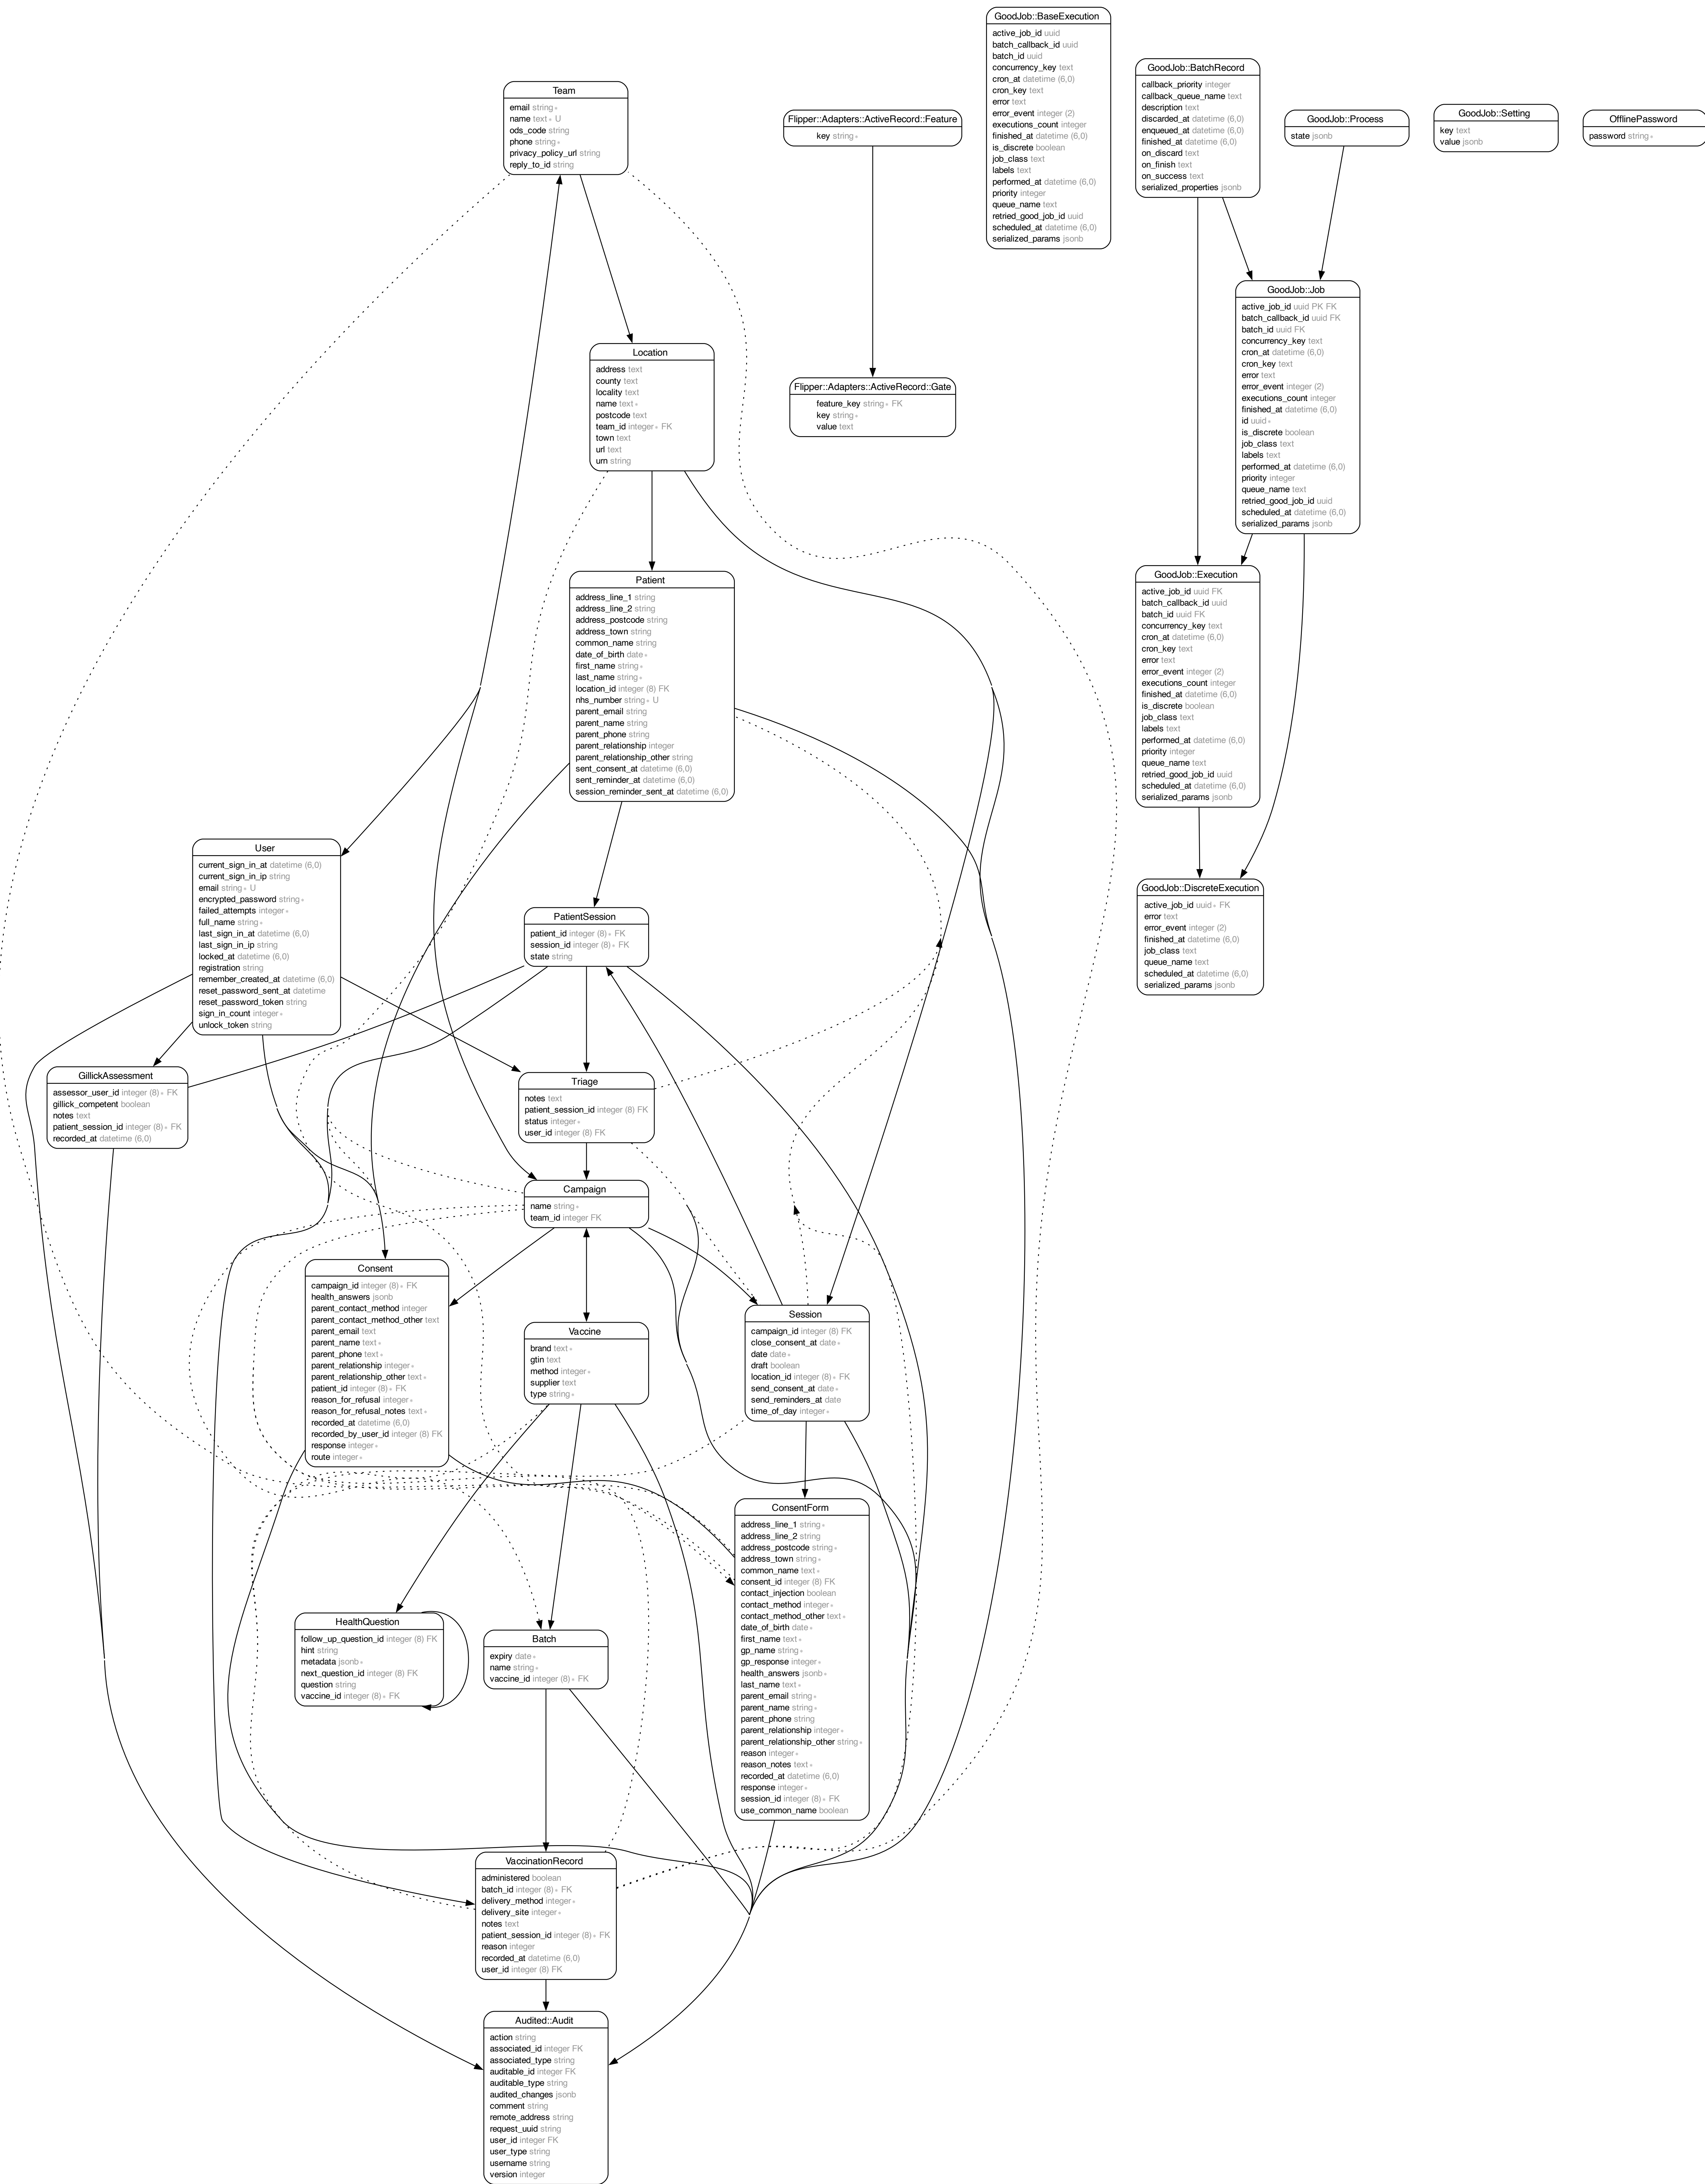 GoodJob::BaseExecution
active_job_id uuid
batch_callback_id uuid
batch_id uuid
concurrency_key text
cron_at datetime (6,0)
cron_key text
error text
error_event integer (2)
executions_count integer
finished_at datetime (6,0)
is_discrete boolean
job_class text
labels text
performed_at datetime (6,0)
priority integer
queue_name text
retried_good_job_id uuid
scheduled_at datetime (6,0)
serialized_params jsonb
GoodJob::BatchRecord
callback_priority integer
callback_queue_name text
description text
discarded_at datetime (6,0)
enqueued_at datetime (6,0)
finished_at datetime (6,0)
on_discard text
on_finish text
on_success text
serialized_properties jsonb
Team
email string ∗
name text ∗ U
ods_code string
phone string ∗
privacy_policy_url string
reply_to_id string
Flipper::Adapters::ActiveRecord::Feature
key string ∗
GoodJob::Process
state jsonb
GoodJob::Setting
key text
value jsonb
OfflinePassword
password string ∗
GoodJob::Job
active_job_id uuid PK FK
batch_callback_id uuid FK
batch_id uuid FK
concurrency_key text
cron_at datetime (6,0)
cron_key text
error text
error_event integer (2)
executions_count integer
finished_at datetime (6,0)
id uuid ∗
is_discrete boolean
job_class text
labels text
performed_at datetime (6,0)
priority integer
queue_name text
retried_good_job_id uuid
scheduled_at datetime (6,0)
serialized_params jsonb
Location
address text
county text
locality text
name text ∗
postcode text
team_id integer ∗ FK
town text
url text
urn string
Flipper::Adapters::ActiveRecord::Gate
feature_key string ∗ FK
key string ∗
value text
Patient
address_line_1 string
address_line_2 string
address_postcode string
address_town string
common_name string
date_of_birth date ∗
first_name string ∗
last_name string ∗
location_id integer (8) FK
nhs_number string ∗ U
parent_email string
parent_name string
parent_phone string
parent_relationship integer
parent_relationship_other string
sent_consent_at datetime (6,0)
sent_reminder_at datetime (6,0)
session_reminder_sent_at datetime (6,0)
GoodJob::Execution
active_job_id uuid FK
batch_callback_id uuid
batch_id uuid FK
concurrency_key text
cron_at datetime (6,0)
cron_key text
error text
error_event integer (2)
executions_count integer
finished_at datetime (6,0)
is_discrete boolean
job_class text
labels text
performed_at datetime (6,0)
priority integer
queue_name text
retried_good_job_id uuid
scheduled_at datetime (6,0)
serialized_params jsonb
User
current_sign_in_at datetime (6,0)
current_sign_in_ip string
email string ∗ U
encrypted_password string ∗
failed_attempts integer ∗
full_name string ∗
last_sign_in_at datetime (6,0)
last_sign_in_ip string
locked_at datetime (6,0)
registration string
remember_created_at datetime (6,0)
reset_password_sent_at datetime
reset_password_token string
sign_in_count integer ∗
unlock_token string
PatientSession
patient_id integer (8) ∗ FK
session_id integer (8) ∗ FK
state string
GoodJob::DiscreteExecution
active_job_id uuid ∗ FK
error text
error_event integer (2)
finished_at datetime (6,0)
job_class text
queue_name text
scheduled_at datetime (6,0)
serialized_params jsonb
GillickAssessment
assessor_user_id integer (8) ∗ FK
gillick_competent boolean
notes text
patient_session_id integer (8) ∗ FK
recorded_at datetime (6,0)
Triage
notes text
patient_session_id integer (8) FK
status integer ∗
user_id integer (8) FK
Campaign
name string ∗
team_id integer FK
Consent
campaign_id integer (8) ∗ FK
health_answers jsonb
parent_contact_method integer
parent_contact_method_other text
parent_email text
parent_name text ∗
parent_phone text ∗
parent_relationship integer ∗
parent_relationship_other text ∗
patient_id integer (8) ∗ FK
reason_for_refusal integer ∗
reason_for_refusal_notes text ∗
recorded_at datetime (6,0)
recorded_by_user_id integer (8) FK
response integer ∗
route integer ∗
Vaccine
brand text ∗
gtin text
method integer ∗
supplier text
type string ∗
Session
campaign_id integer (8) FK
close_consent_at date ∗
date date ∗
draft boolean
location_id integer (8) ∗ FK
send_consent_at date ∗
send_reminders_at date
time_of_day integer ∗
ConsentForm
address_line_1 string ∗
address_line_2 string
address_postcode string ∗
address_town string ∗
common_name text ∗
consent_id integer (8) FK
contact_injection boolean
contact_method integer ∗
contact_method_other text ∗
date_of_birth date ∗
first_name text ∗
gp_name string ∗
gp_response integer ∗
health_answers jsonb ∗
last_name text ∗
parent_email string ∗
parent_name string ∗
parent_phone string
parent_relationship integer ∗
parent_relationship_other string ∗
reason integer ∗
reason_notes text ∗
recorded_at datetime (6,0)
response integer ∗
session_id integer (8) ∗ FK
use_common_name boolean
HealthQuestion
follow_up_question_id integer (8) FK
hint string
metadata jsonb ∗
next_question_id integer (8) FK
question string
vaccine_id integer (8) ∗ FK
Batch
expiry date ∗
name string ∗
vaccine_id integer (8) ∗ FK
VaccinationRecord
administered boolean
batch_id integer (8) ∗ FK
delivery_method integer ∗
delivery_site integer ∗
notes text
patient_session_id integer (8) ∗ FK
reason integer
recorded_at datetime (6,0)
user_id integer (8) FK
Audited::Audit
action string
associated_id integer FK
associated_type string
auditable_id integer FK
auditable_type string
audited_changes jsonb
comment string
remote_address string
request_uuid string
user_id integer FK
user_type string
username string
version integer